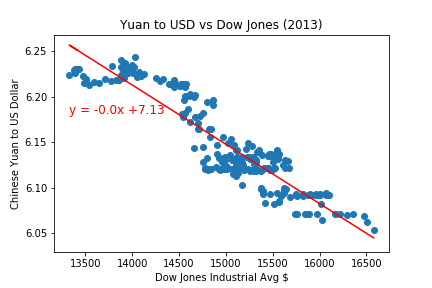 Yuan to USD vs Dow Jones (2013)
6.25
6.20
6.15
6.10
6.05
Chinese Yuan to US Dollar
y = -0.0x +7.13
13500 14000 14500 15000 15500 16000 16500
Dow Jones Industrial Avg $